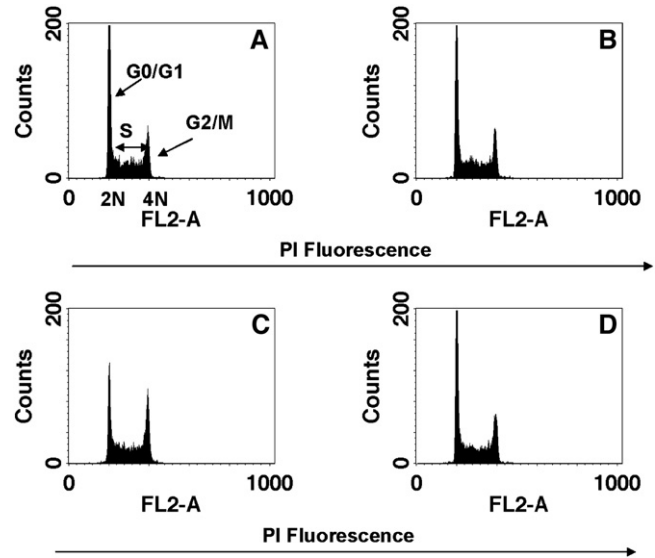 200
A
Counts
G0/G1
S
G2/M
0
0
2N
4N
1000
FL2-A
200
B
Counts
0
0
1000
FL2-A
PI Fluorescence
200
C
Counts
0
0
1000
FL2-A
200
D
Counts
0
0
1000
FL2-A
PI Fluorescence